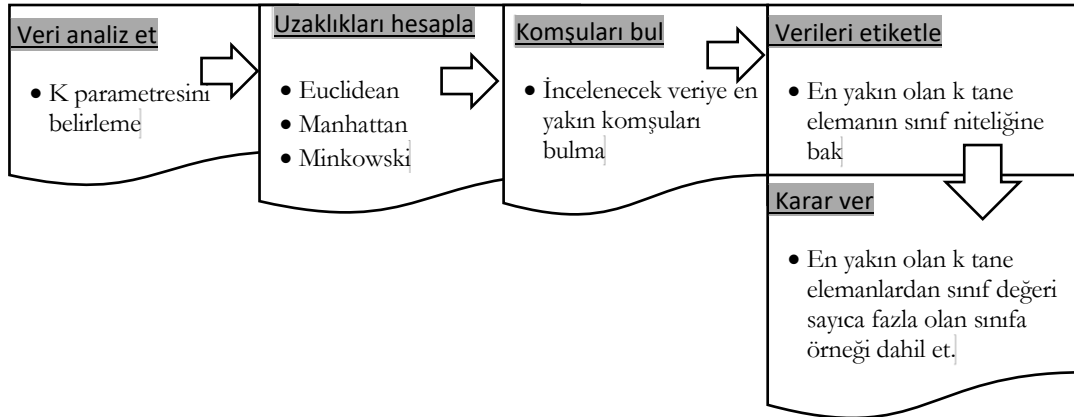 Veri analiz et
• K parametresini
belirleme
Uzaklıkları hesapla
• Euclidean
• Manhattan
• Minkowski
Komşuları bul
• İncelenecek veriye en
yakın komşuları
bulma
Verileri etiketle
• En yakın olan k tane
elemanın sınıf niteliğine
bak
Karar ver
• En yakın olan k tane
elemanlardan sınıf değeri
sayıca fazla olan sınıfa
örneği dahil et.